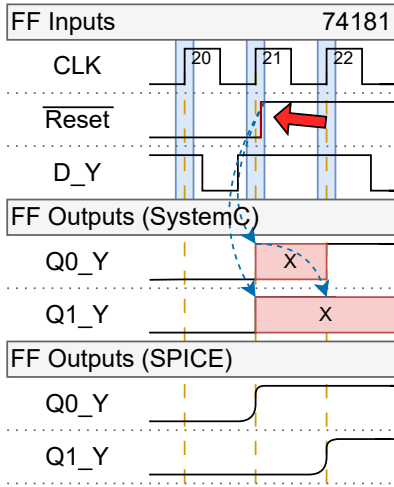 FF Inputs 74181
CLK 20 21 22
Reset
D_Y
FF Outputs (SystemC)
Q0_Y X
Q1_Y X
FF Outputs (SPICE)
Q0_Y
Q1_Y